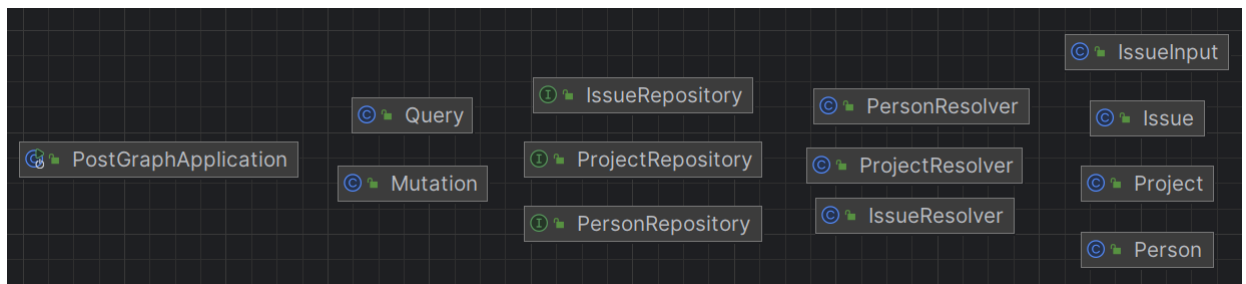 PostGraphApplication
Query
Mutation
IssueRepository
ProjectRepository
PersonRepository
PersonResolver
ProjectResolver
IssueResolver
IssueInput
Issue
Project
Person